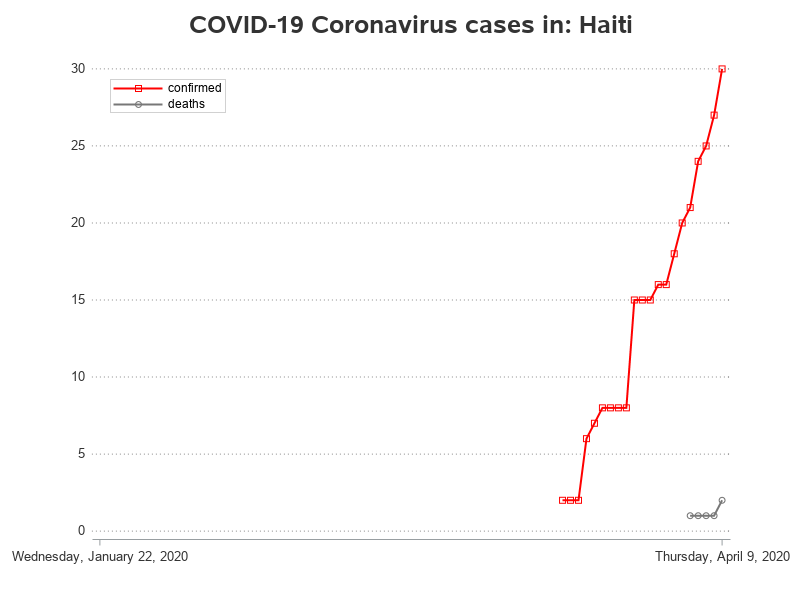 COVID-19 Coronavirus cases in: Haiti
30
confirmed
deaths
25
20
15
10
5
0
Wednesday, January 22, 2020 Thursday, April 9, 2020